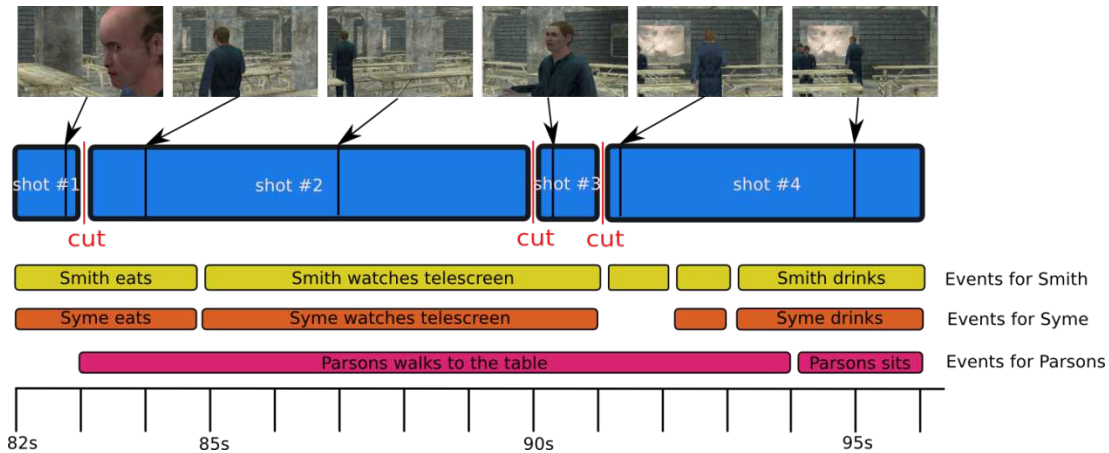 shot #1
shot #2
shot #3
shot #4
cut
cut
cut
Smith eats
Smith watches telescreen
Smith drinks
Events for Smith
Syme eats
Syme watches telescreen
Syme drinks
Events for Syme
Parsons walks to the table
Parsons sits
Events for Parsons
82s
85s
90s
95s